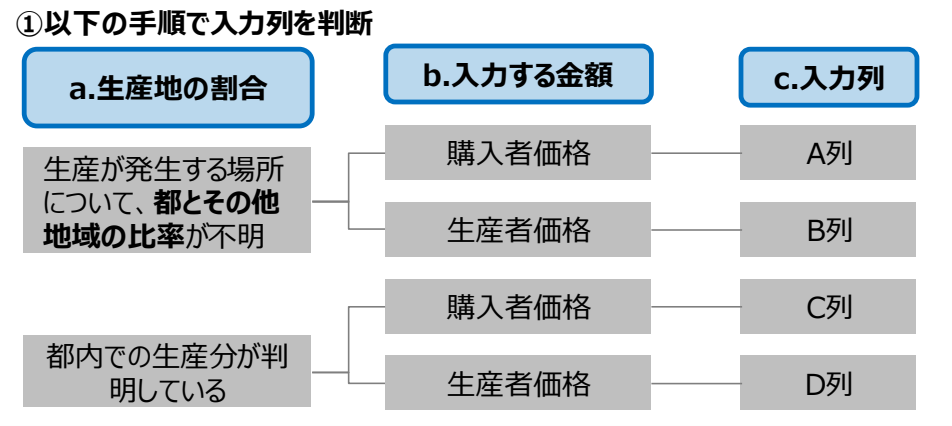 ①以下の手順で入力列を判断
a.生産地の割合
b.入力する金額
c.入力列
生産が発生する場所
について、都とその他
地域の比率が不明
購入者価格
A列
生産者価格
B列
都内での生産分が判
明している
購入者価格
C列
生産者価格
D列